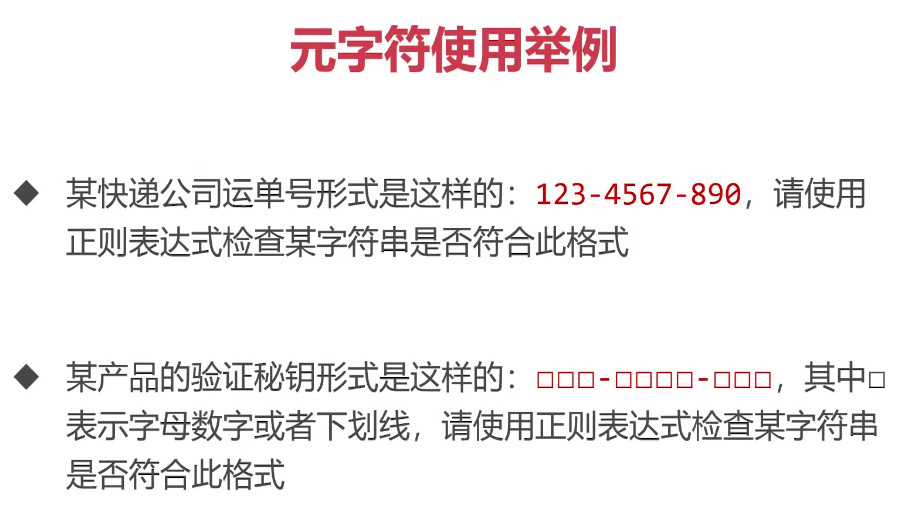 元字符使用举例
◆ 某快递公司运单号形式是这样的：123-4567-890，请使用
正则表达式检查某字符串是否符合此格式
◆ 某产品的验证秘钥形式是这样的：□□□-□□□□-□□□，其中□
表示字母数字或者下划线，请使用正则表达式检查某字符串
是否符合此格式